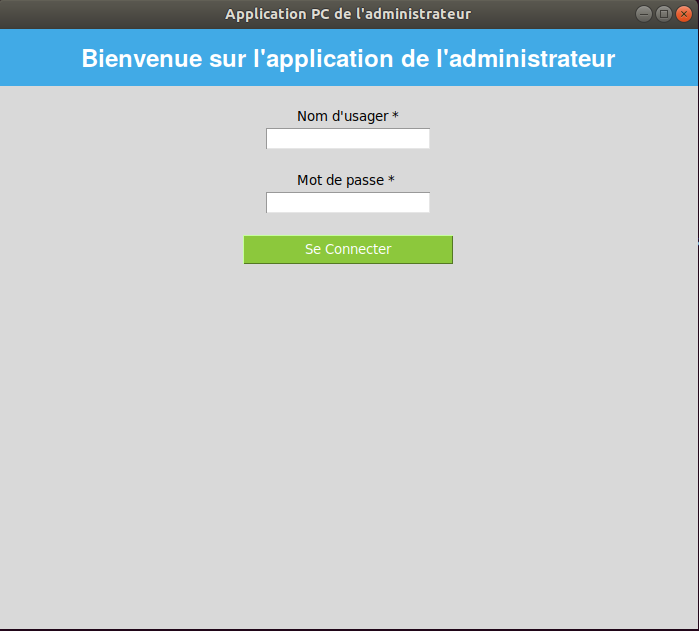 Application PC de l'administrateur
Bienvenue sur l'application de l'administrateur
Nom d'usager *
Mot de passe *
Se Connecter